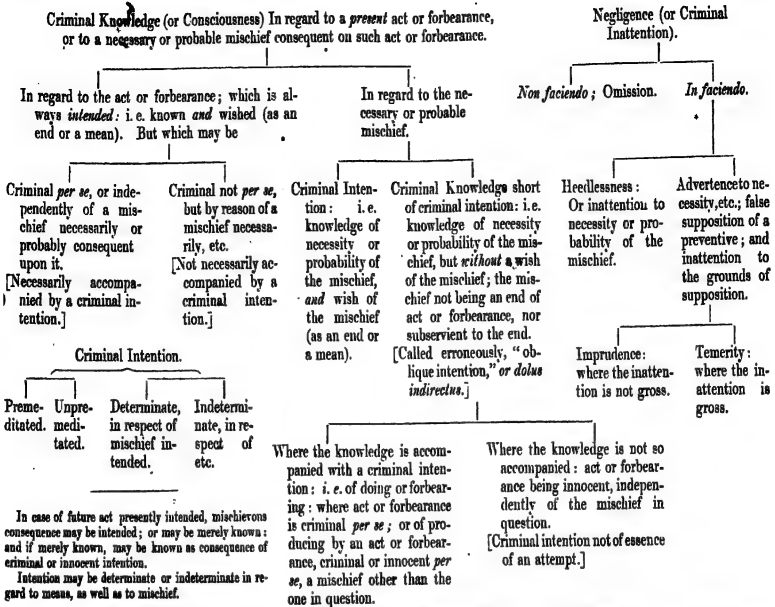 Criminal Knowledge (or Consciousness) In regard to a present act or forbearance,
or to a necessary or probable mischief consequent on such act or forbearance.
In regard to the act or forbearance; which is al-
ways intended: i.e. known and wished (as an
end or a mean). But which may be
In regard to the ne-
cessary or probable
mischief.
Criminal per se, or inde-
pendently of a mis-
chief necessarily or
probably consequent
upon it.
[Necessarily accompa-
nied by a criminal in-
tention.]
Criminal not per se,
but by reason of a
mischief necessa-
rily, etc.
[Not necessarily ac-
companied by a
criminal inten-
tion.]
Criminal Inten-
tion: i.e.
knowledge of
necessity or
probability of
the mischief,
and wish of
the mischief
(as an end or
a mean).
Criminal Knowledge short
of criminal intention: i.e.
knowledge of necessity
or probability of the mis-
chief, but without a wish
of the mischief; the mis-
chief not being an end of
act or forbearance, nor
subservient to the end.
[Called erroneously, "ob-
lique intention," or dolus
indirectus.]
Where the knowledge is accom-
panied with a criminal inten-
tion: i.e. of doing or forbear-
ing: where act or forbearance
is criminal per se; or of pro-
ducing by an act or forbear-
ance, criminal or innocent per
se, a mischief other than the
one in question.
Where the knowledge is not so
accompanied: act or forbear-
ance being innocent, indepen-
dently of the mischief in
question.
[Criminal intention not of essence
of an attempt.]
Negligence (or Criminal
Inattention).
Non faciendo; Omission.
In faciendo.
Heedlessness:
Or inattention to
necessity or pro-
bability of the
mischief.
Advertence to ne-
cessity, etc.; false
supposition of a
preventive; and
inattention to
the grounds of
supposition.
Imprudence:
where the inatten-
tion is not gross.
Temerity:
where the in-
attention is
gross.
Criminal Intention.
Preme-
ditated.
Unpre-
medi-
tated.
Determinate,
in respect of
mischief in-
tended.
Indetermi-
nate, in re-
spect of
etc.
In case of future act presently intended, mischievous
consequence may be intended; or may be merely known:
and if merely known, may be known as consequence of
criminal or innocent intention.
Intention may be determinate or indeterminate in re-
gard to means, as well as to mischief.